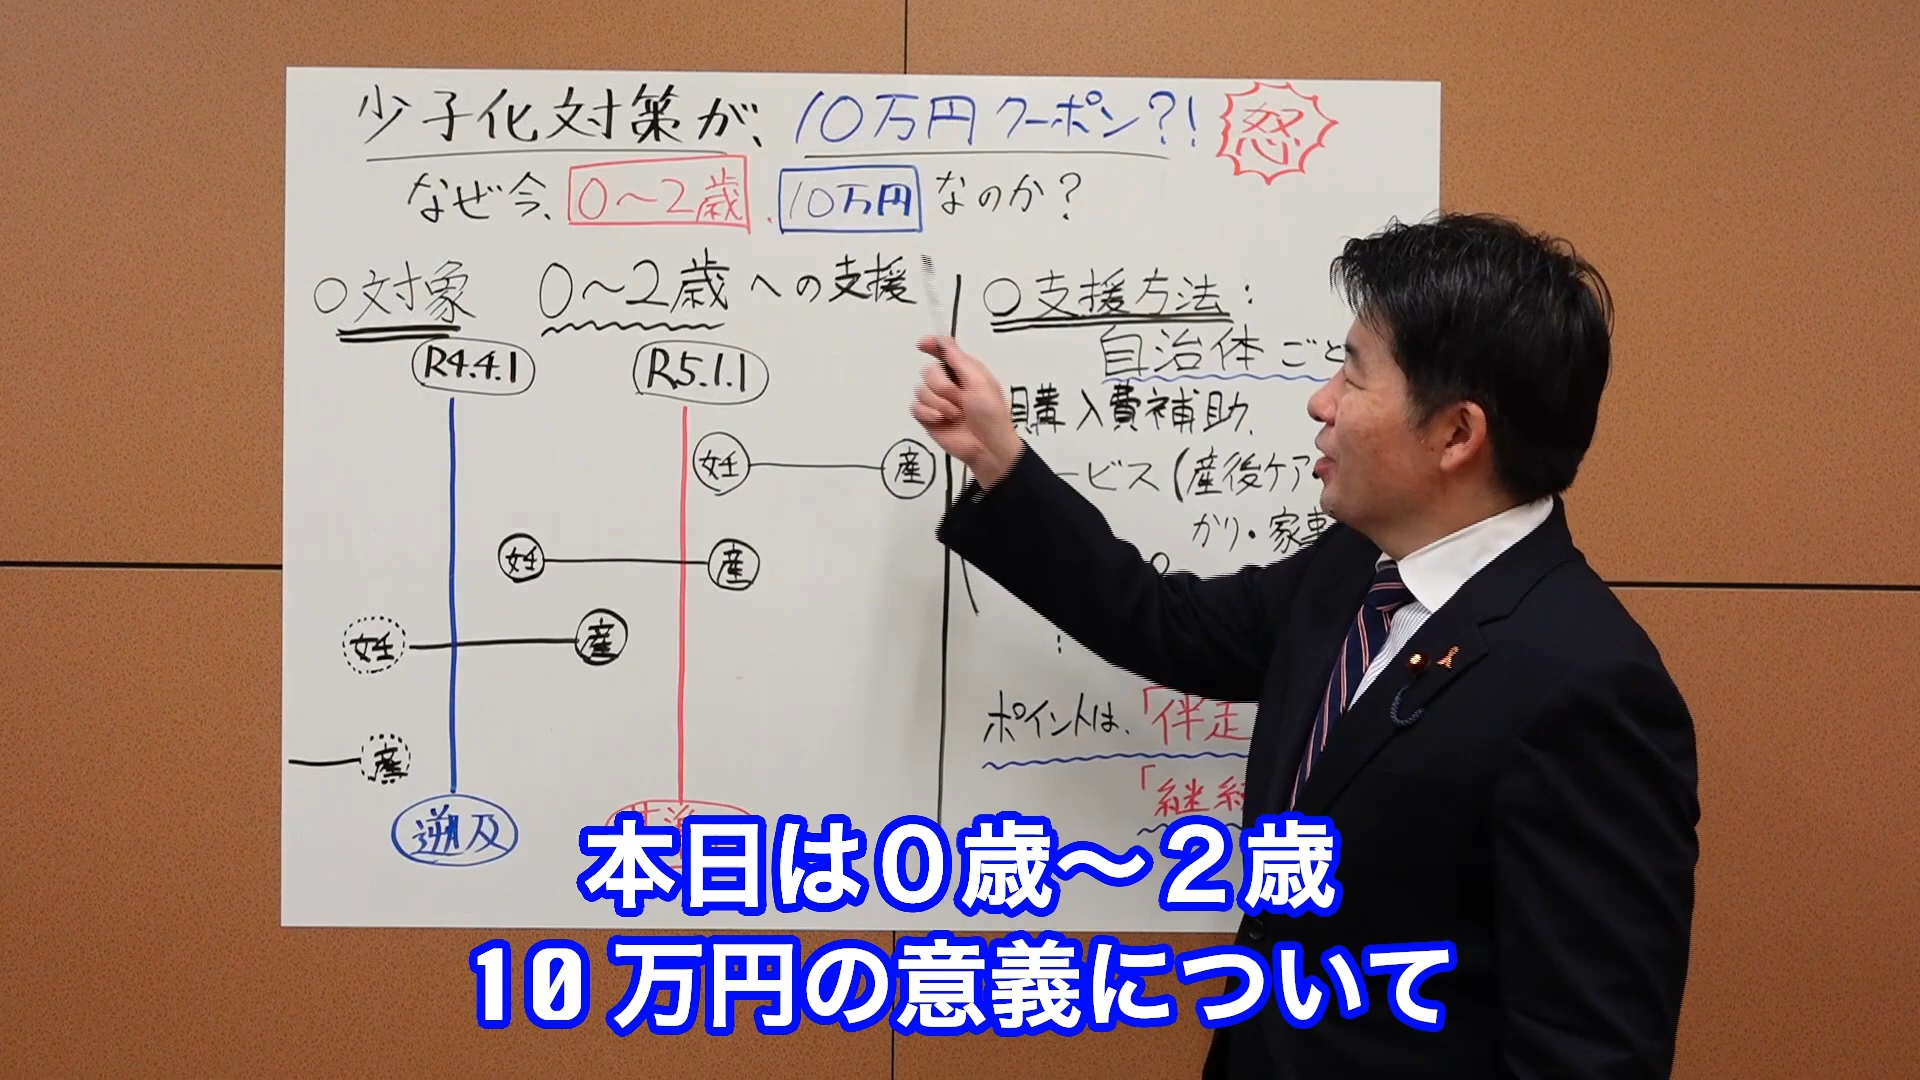 少子化対策が、10万円クーポン?! 怒
なぜ今、0〜2歳、10万円なのか?
○対象 0〜2歳への支援
R4.4.1 R5.1.1
妊 産
妊 産
妊 産
産
遡及
○支援方法:
自治体ごと
購入費補助、
ービス(産後ケア
かり・家事
ポイントは、「伴走
「継続
本日は0歳〜2歳
10万円の意義について